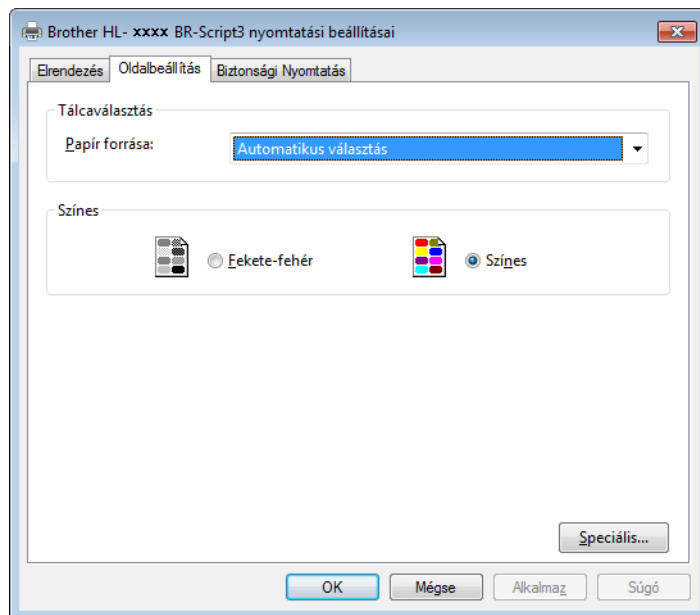 Brother HL- xxxx BR-Script3 nyomtatási beállításai
Elrendezés Oldalbeállítás Biztonsági Nyomtatás
Tálcaválasztás
Papír forrása: Automatikus választás
Színes
Fekete-fehér Színes
Speciális...
OK Mégse Alkalmaz Súgó